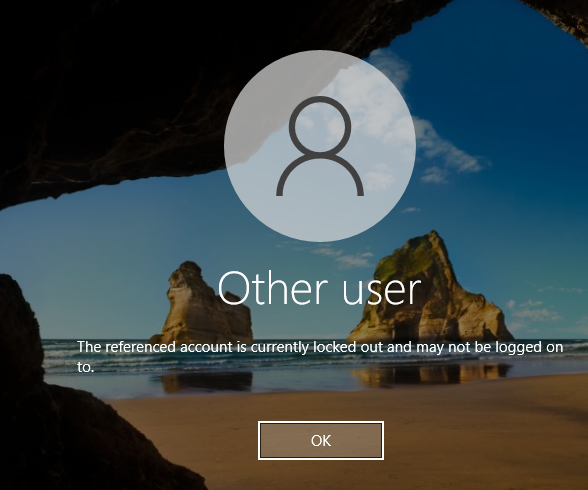 Other user
The referenced account is currently locked out and may not be logged on
to.
OK